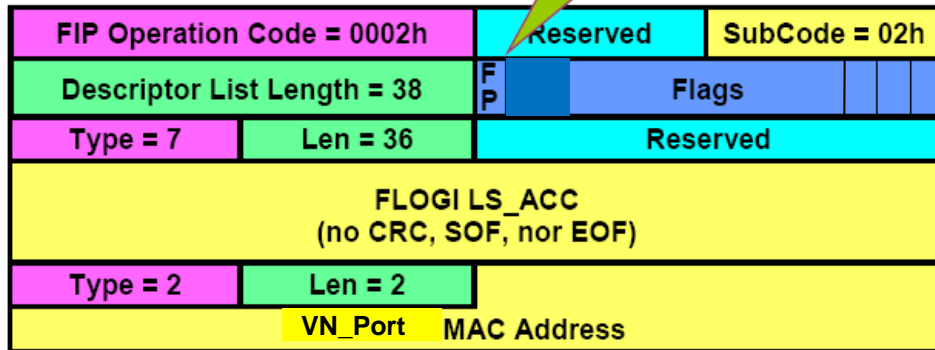 FIP Operation Code = 0002h Reserved SubCode = 02h
Descriptor List Length = 38 F P Flags
Type = 7 Len = 36 Reserved
FLOGI LS_ACC
(no CRC, SOF, nor EOF)
Type = 2 Len = 2
VN_Port MAC Address